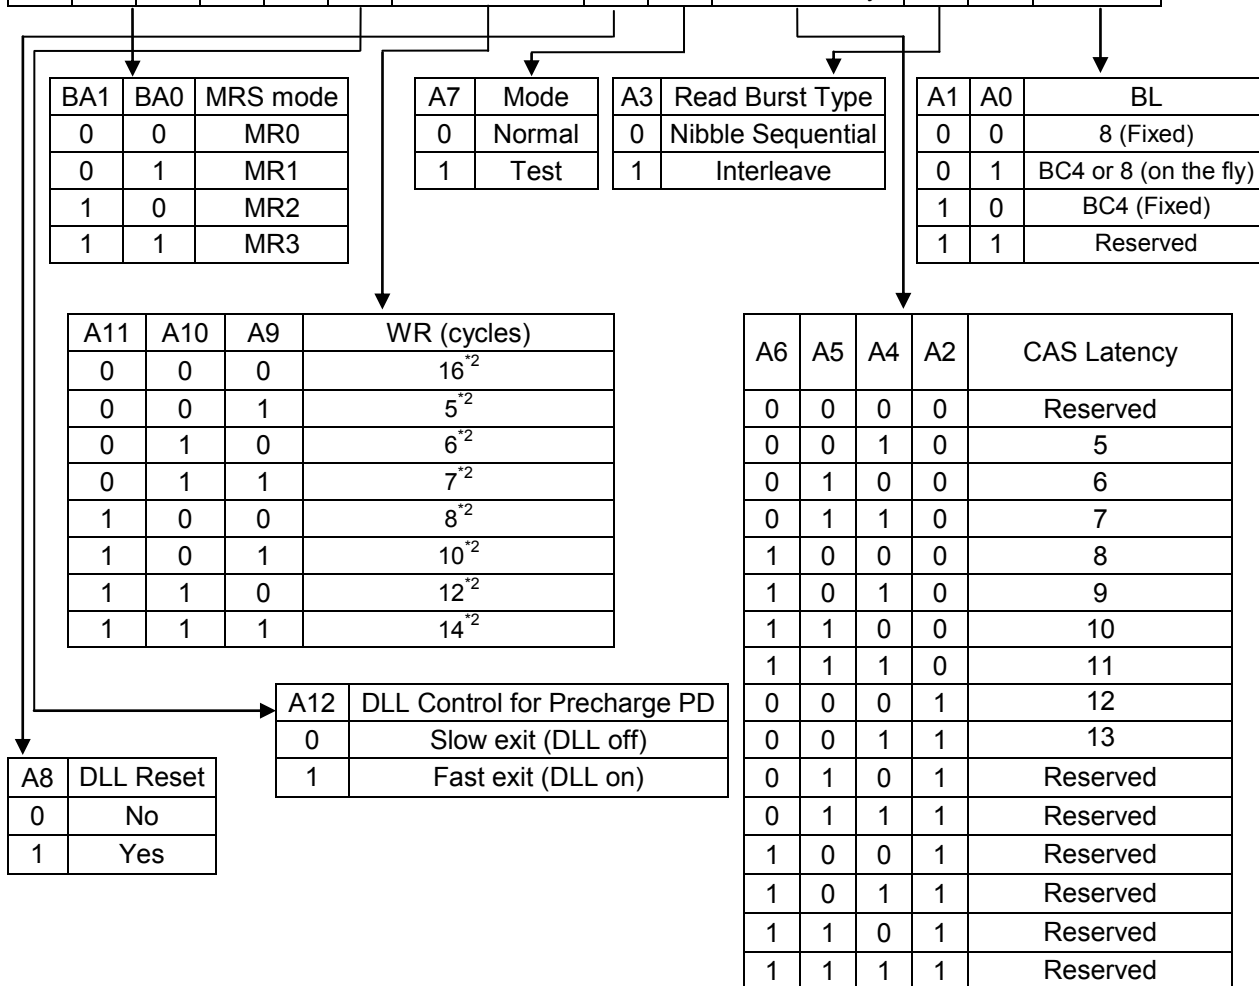 BA1 BA0 MRS mode
0 0 MR0
0 1 MR1
1 0 MR2
1 1 MR3
A7 Mode
0 Normal
1 Test
A3 Read Burst Type
0 Nibble Sequential
1 Interleave
A1 A0 BL
0 0 8 (Fixed)
0 1 BC4 or 8 (on the fly)
1 0 BC4 (Fixed)
1 1 Reserved
A11 A10 A9 WR (cycles)
0 0 0 16*2
0 0 1 5*2
0 1 0 6*2
0 1 1 7*2
1 0 0 8*2
1 0 1 10*2
1 1 0 12*2
1 1 1 14*2
A6 A5 A4 A2 CAS Latency
0 0 0 0 Reserved
0 0 1 0 5
0 1 0 0 6
0 1 1 0 7
1 0 0 0 8
1 0 1 0 9
1 1 0 0 10
1 1 1 0 11
0 0 0 1 12
0 0 1 1 13
0 1 0 1 Reserved
0 1 1 1 Reserved
1 0 0 1 Reserved
1 0 1 1 Reserved
1 1 0 1 Reserved
1 1 1 1 Reserved
A12 DLL Control for Precharge PD
0 Slow exit (DLL off)
1 Fast exit (DLL on)
A8 DLL Reset
0 No
1 Yes